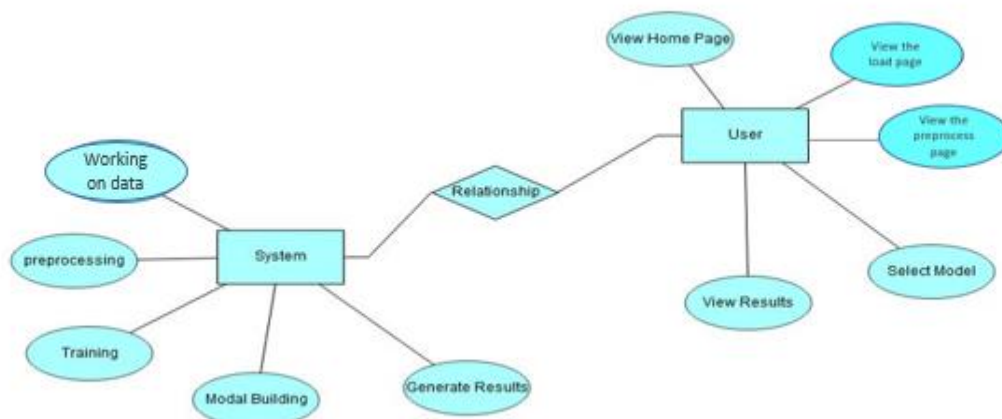 View Home Page
View the
load page
User
View the
preprocess
page
Working
on data
Relationship
System
preprocessing
Select Model
View Results
Training
Modal Building
Generate Results